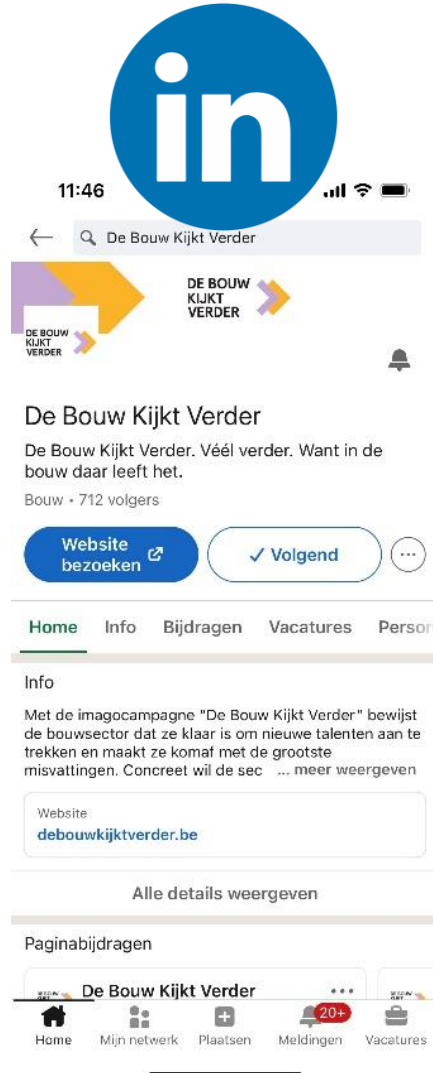 in
11:46
De Bouw Kijkt Verder
DE BOUW
KIJKT
VERDER
DE BOUW
KIJKT
VERDER
De Bouw Kijkt Verder
De Bouw Kijkt Verder. Véél verder. Want in de
bouw daar leeft het.
Bouw • 712 volgers
Website
bezoeken
✓ Volgend
Home Info Bijdragen Vacatures Person
Info
Met de imagocampagne "De Bouw Kijkt Verder" bewijst
de bouwsector dat ze klaar is om nieuwe talenten aan te
trekken en maakt ze komaf met de grootste
misvattingen. Concreet wil de sec ... meer weergeven
Website
debouwkijktverder.be
Alle details weergeven
Paginabijdragen
De Bouw Kijkt Verder
20+
Home Mijn netwerk Plaatsen Meldingen Vacatures